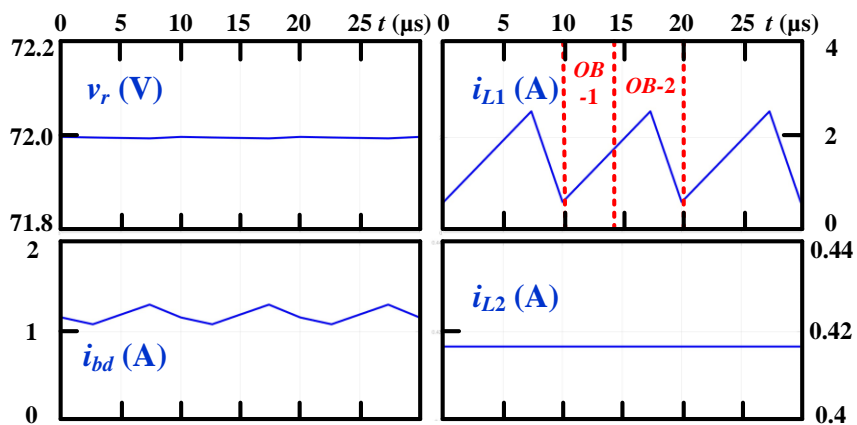 0 5 10 15 20 25 t (μs)
0 5 10 15 20 25 t (μs)
72.2
v_r (V)
72.0
71.8
i_L1 (A)
OB
-1
OB-2
4
2
0
2
i_bd (A)
1
0
i_L2 (A)
0.44
0.42
0.4